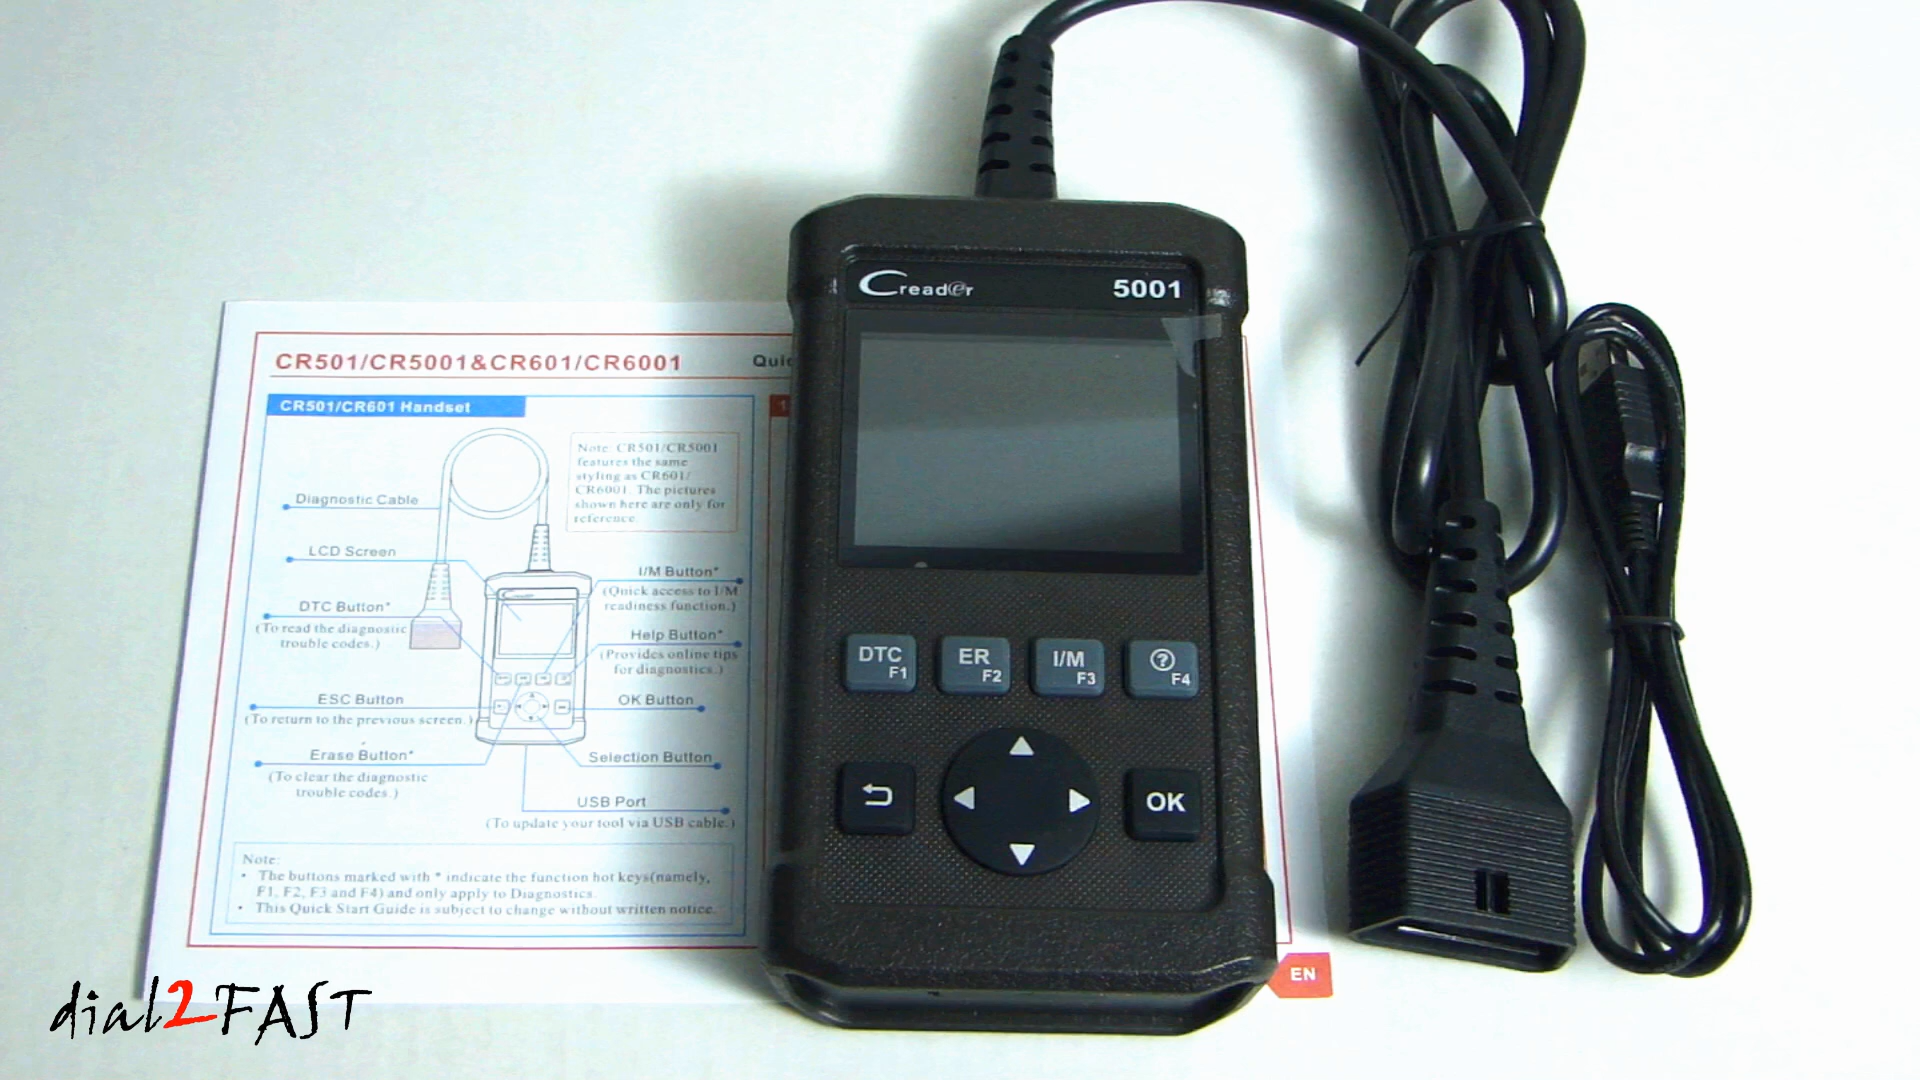 Creader 5001
CR501/CR5001&CR601/CR6001
CR501/CR601 Handset
Note: CR501/CR5001
features the same
styling as CR601/
CR6001. The pictures
shown here are only for
reference.
Diagnostic Cable
LCD Screen
I/M Button*
(Quick access to I/M
readiness function.)
DTC Button*
(To read the diagnostic
trouble codes.)
Help Button*
(Provides online tips
for diagnostics.)
ESC Button
(To return to the previous screen.)
OK Button
Erase Button*
(To clear the diagnostic
trouble codes.)
Selection Button
USB Port
(To update your tool via USB cable.)
Note:
• The buttons marked with * indicate the function hot keys(namely,
F1, F2, F3 and F4) and only apply to Diagnostics.
• This Quick Start Guide is subject to change without written notice.
DTC F1
ER F2
I/M F3
? F4
OK
EN
dial2FAST